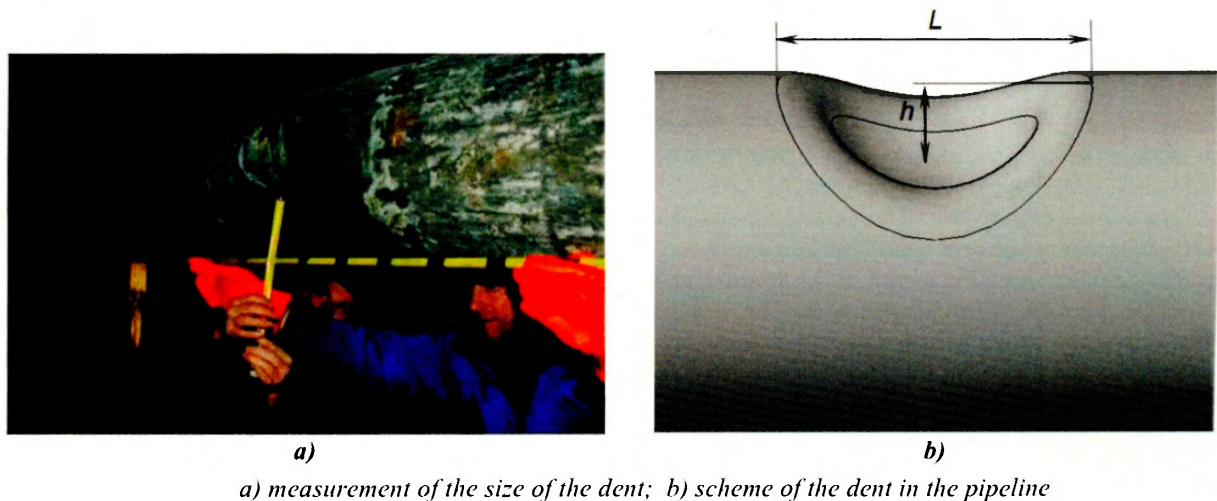 L
h
a)
b)
a) measurement of the size of the dent; b) scheme of the dent in the pipeline